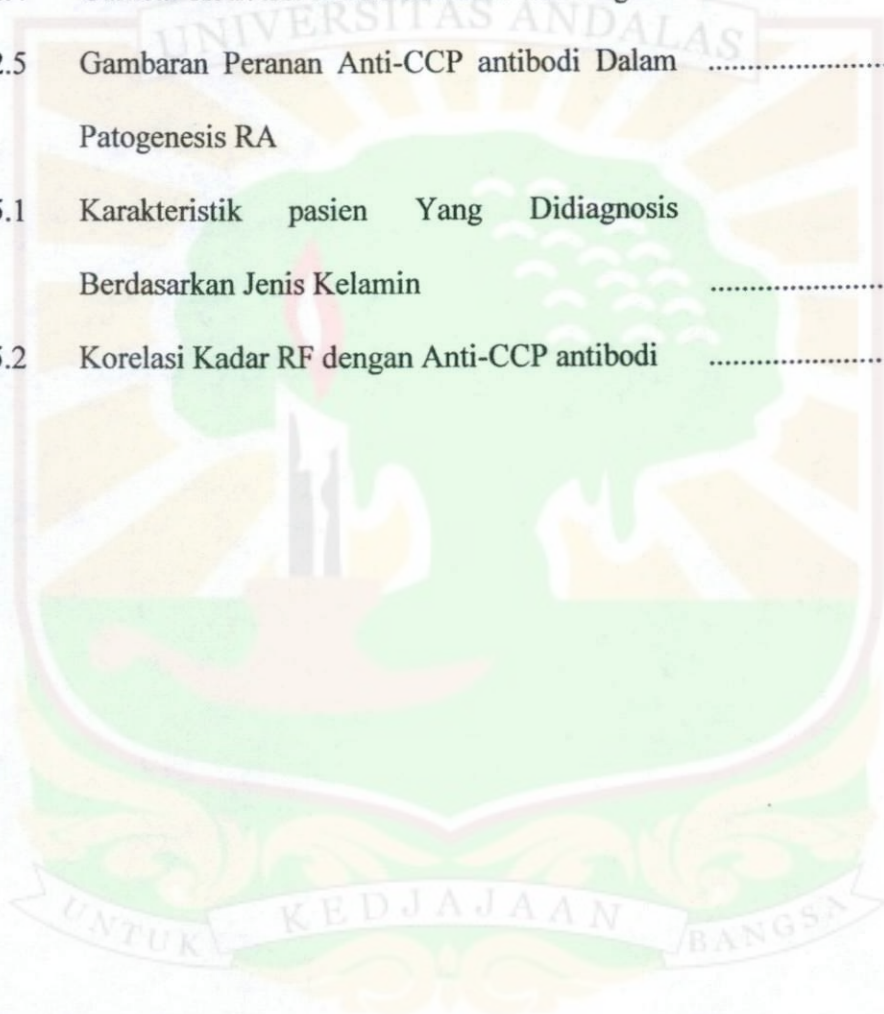 UNIVERSITAS ANDALAS
2.5 Gambaran Peranan Anti-CCP antibodi Dalam ........................
Patogenesis RA
5.1 Karakteristik pasien Yang Didiagnosis
Berdasarkan Jenis Kelamin ........................
5.2 Korelasi Kadar RF dengan Anti-CCP antibodi ........................
UNTUK KEDJAJAAN BANGSA